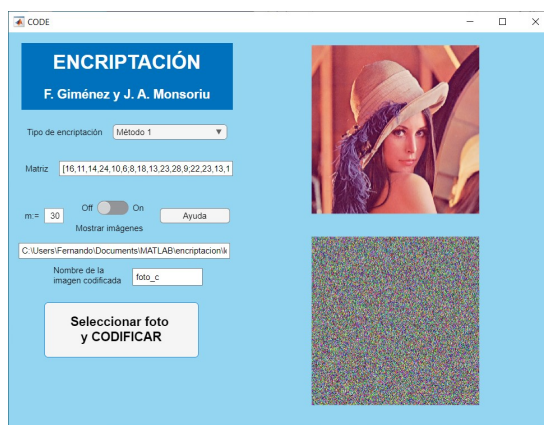 CODE
ENCRIPTACIÓN
F. Giménez y J. A. Monsoriu
Tipo de encriptación Método 1
Matriz [16,11,14,24,10,6;8,18,13,23,28,9;22,23,13,1
m:= 30 Off On Ayuda
Mostrar imágenes
C:\Users\Fernando\Documents\MATLAB\encriptacion\
Nombre de la
imagen codificada foto_c
Seleccionar foto
y CODIFICAR